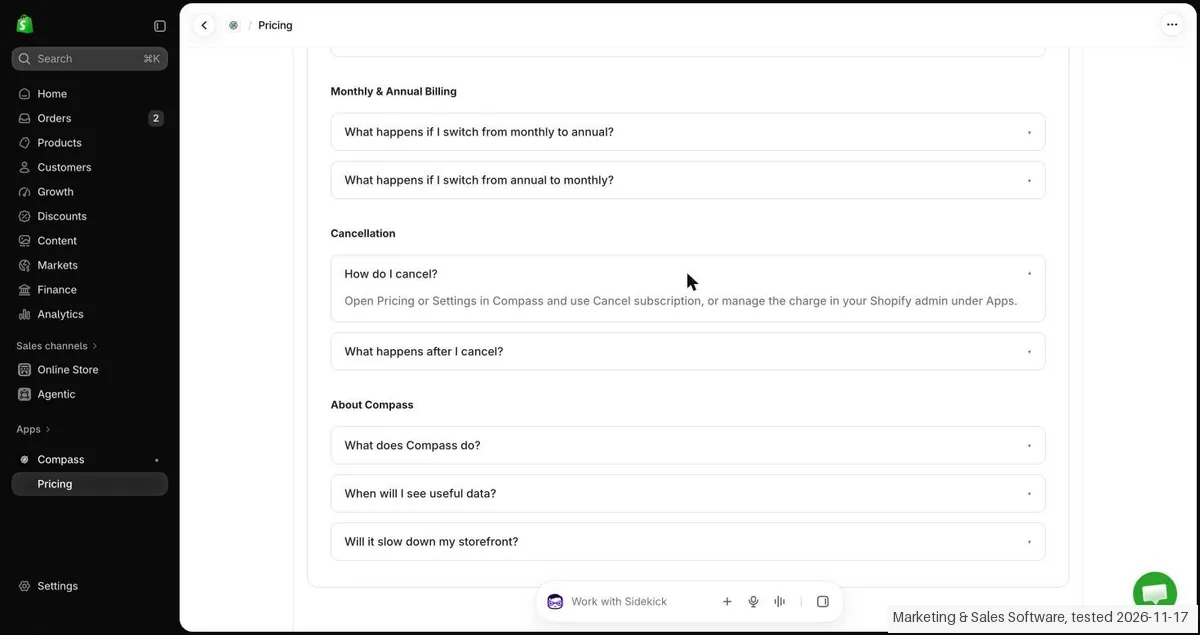 Search ⌘K
Home
Orders 2
Products
Customers
Growth
Discounts
Content
Markets
Finance
Analytics
Sales channels
Online Store
Agentic
Apps
Compass
Pricing
Settings
/ Pricing
Monthly & Annual Billing
What happens if I switch from monthly to annual?
What happens if I switch from annual to monthly?
Cancellation
How do I cancel?
Open Pricing or Settings in Compass and use Cancel subscription, or manage the charge in your Shopify admin under Apps.
What happens after I cancel?
About Compass
What does Compass do?
When will I see useful data?
Will it slow down my storefront?
Work with Sidekick
Marketing & Sales Software, tested 2026-11-17